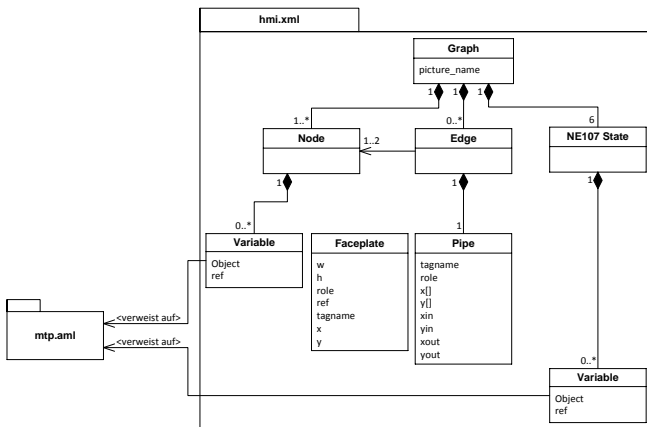 hmi.xml
Graph
picture_name
1
1
1
1..*
0..*
6
Node
1..2
Edge
NE107 State
1
1
1
0..*
1
Variable
Object
ref
Faceplate
w
h
role
ref
tagname
x
y
Pipe
tagname
role
x[]
y[]
xin
yin
xout
yout
<verweist auf>
mtp.aml
<verweist auf>
0..*
Variable
Object
ref